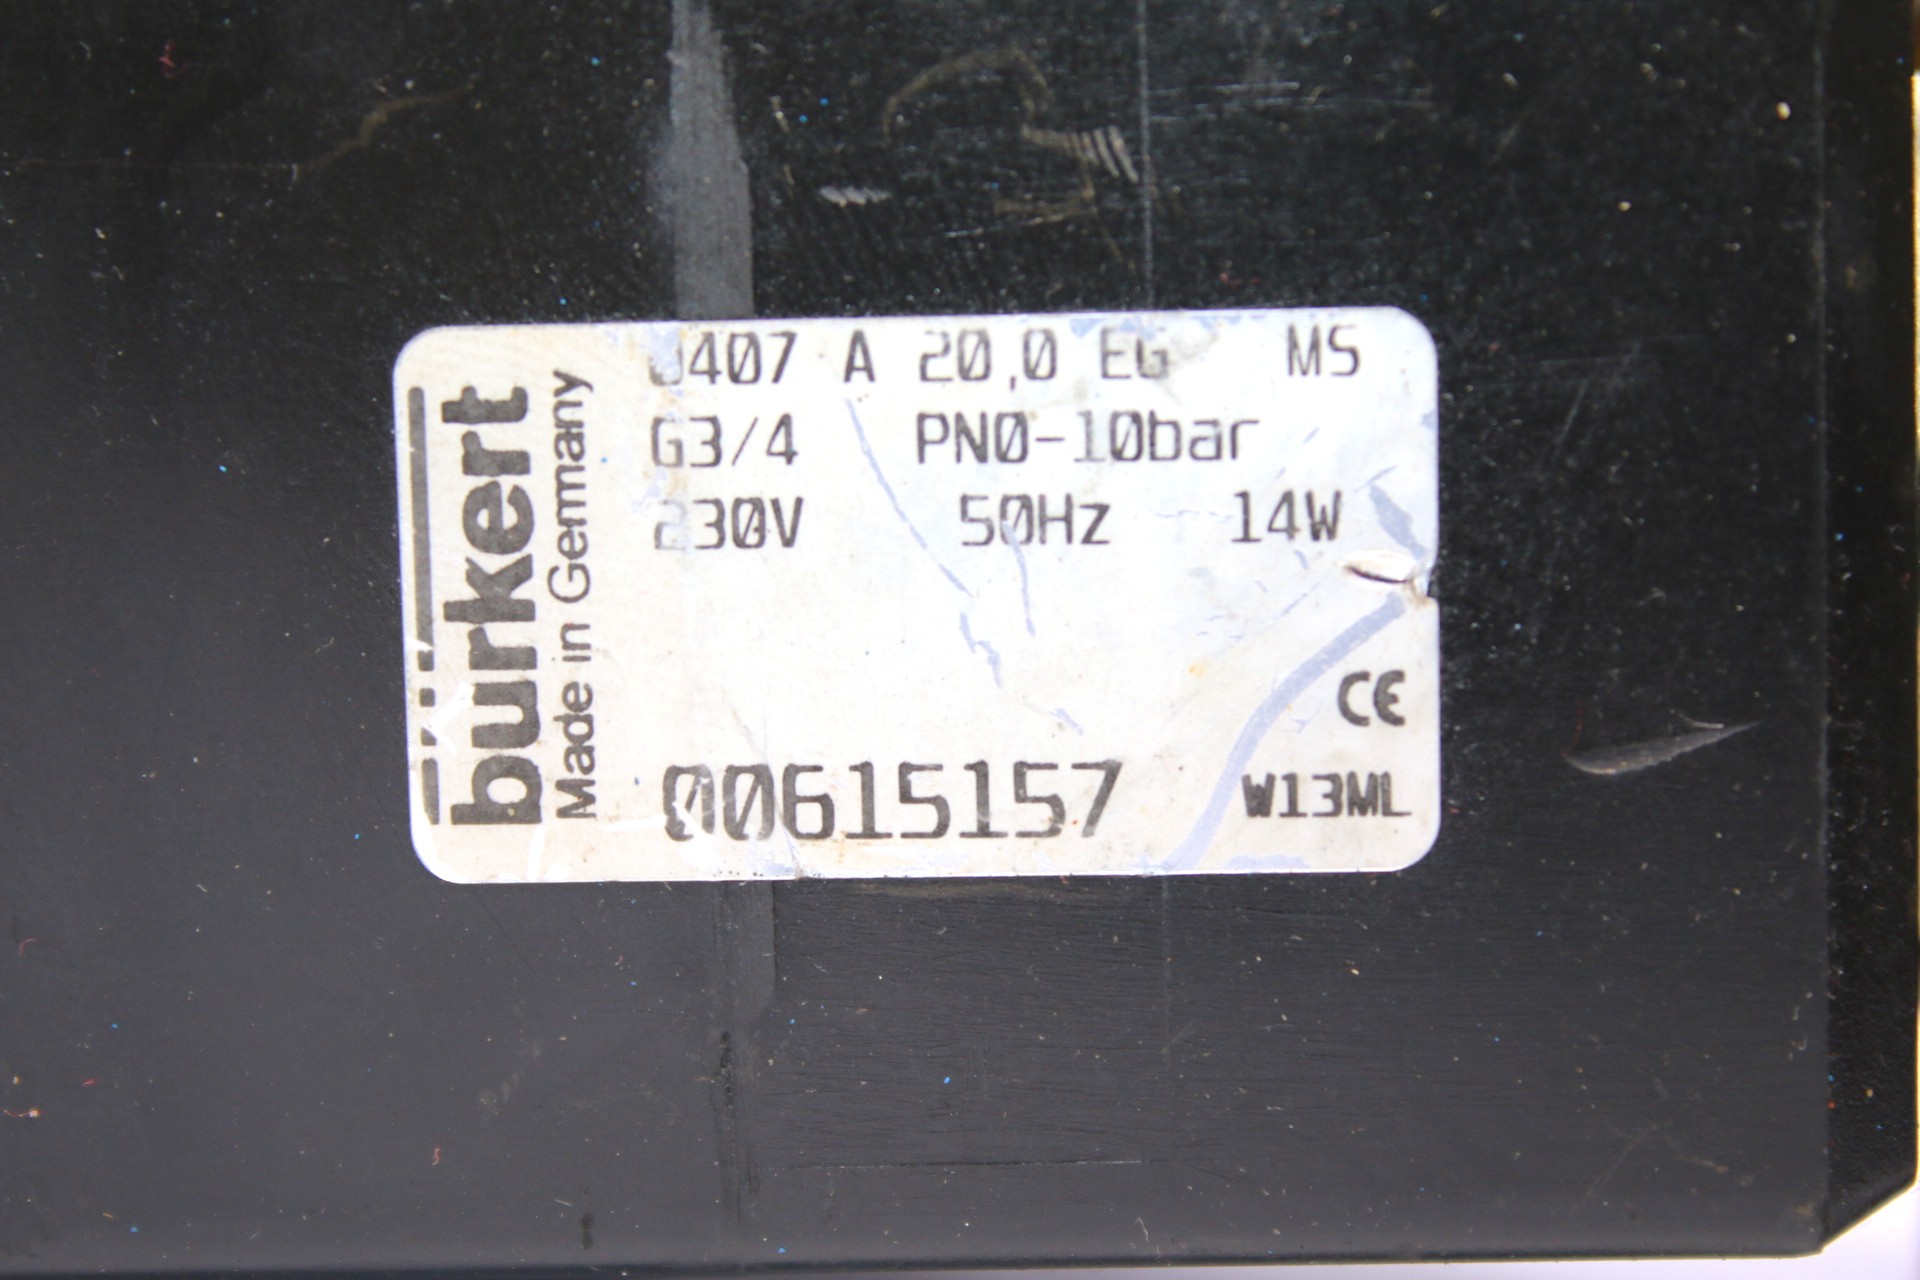 0407 A 20,0 EG MS
G3/4 PN0-10bar
230V 50Hz 14W
CE
00615157 W13ML
bürkert
Made in Germany